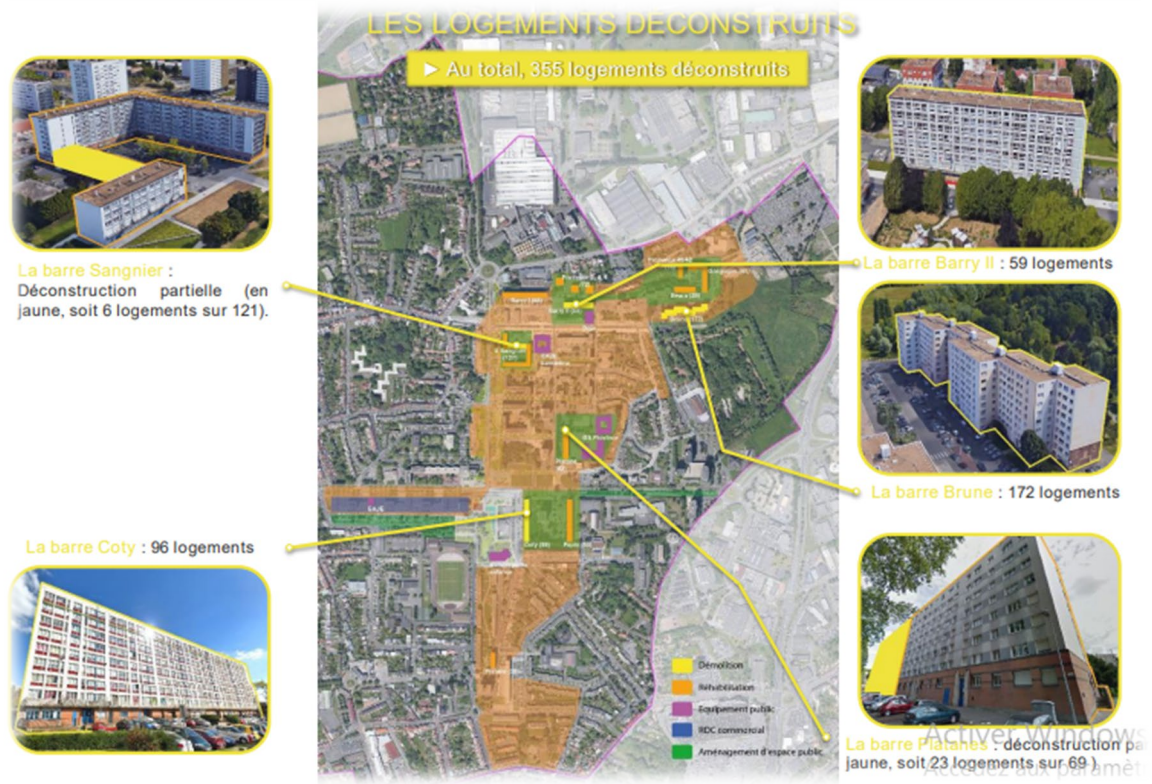 LES LOGEMENTS DÉCONSTRUITS
► Au total, 355 logements déconstruits
La barre Sangnier :
Déconstruction partielle (en
jaune, soit 6 logements sur 121).
La barre Barry II : 59 logements
La barre Brune : 172 logements
La barre Coty : 96 logements
Démolition
Réhabilitation
Equipement public
RDC commercial
Aménagement d'espace public
La barre Platanes : déconstruction pa
jaune, soit 23 logements sur 69 )
Activer Windows
Accédez aux paramèt